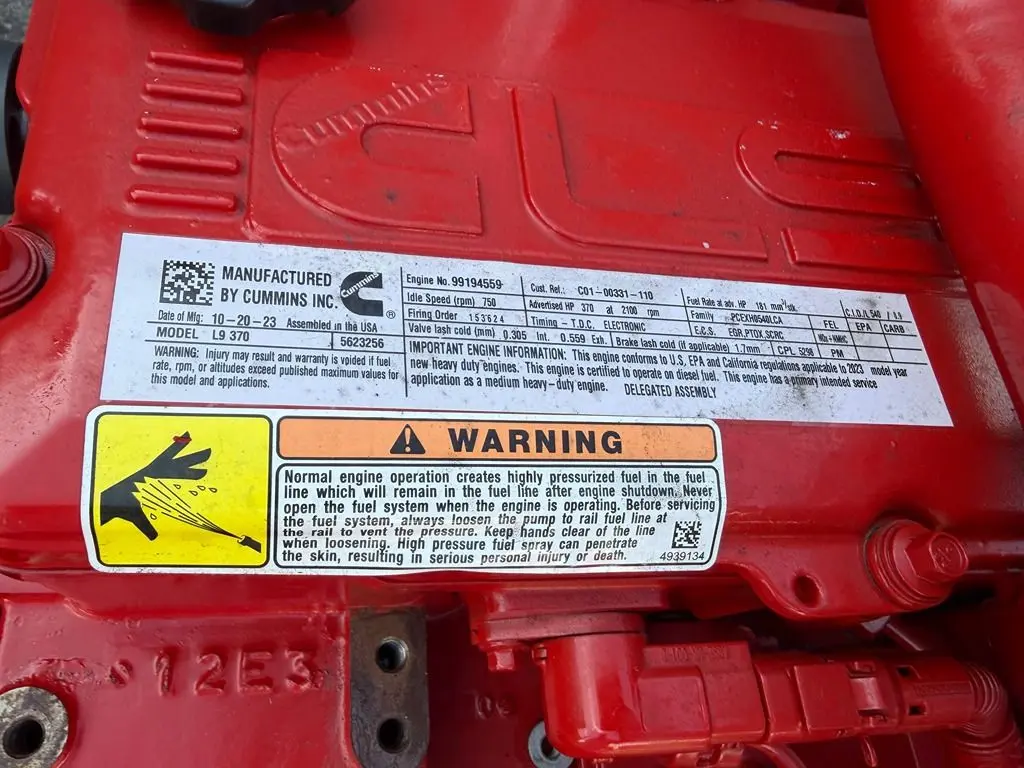 Cummins
MANUFACTURED
BY CUMMINS INC.
Cummins
®
Date of Mfg: 10-20-23 Assembled in the USA
MODEL L9 370 5623256
WARNING: Injury may result and warranty is voided if fuel
rate, rpm, or altitudes exceed published maximum values for
this model and applications.
Engine No. 99194559 Cust. Ref.: C01-00331-110 Fuel Rate at adv. HP 181 mm³/stk
Idle Speed (rpm) 750 Advertised HP 370 at 2100 rpm Family PCEXH0540LCA C.I.D./L 540 / 8.9
Firing Order 153624 Timing - T.D.C. ELECTRONIC E.C.S. EGR,PTOX,SCRC FEL EPA CARB
Valve lash cold (mm) 0.305 Int. 0.559 Exh. Brake lash cold (if applicable) 1.7mm CPL 5298 PM
IMPORTANT ENGINE INFORMATION: This engine conforms to U.S. EPA and California regulations applicable to 2023 model year
new heavy duty engines. This engine is certified to operate on diesel fuel. This engine has a primary intended service
application as a medium heavy-duty engine. DELEGATED ASSEMBLY
WARNING
Normal engine operation creates highly pressurized fuel in the fuel
line which will remain in the fuel line after engine shutdown. Never
open the fuel system when the engine is operating. Before servicing
the fuel system, always loosen the pump to rail fuel line at
the rail to vent the pressure. Keep hands clear of the line
when loosening. High pressure fuel spray can penetrate
the skin, resulting in serious personal injury or death.
4939134
12E3